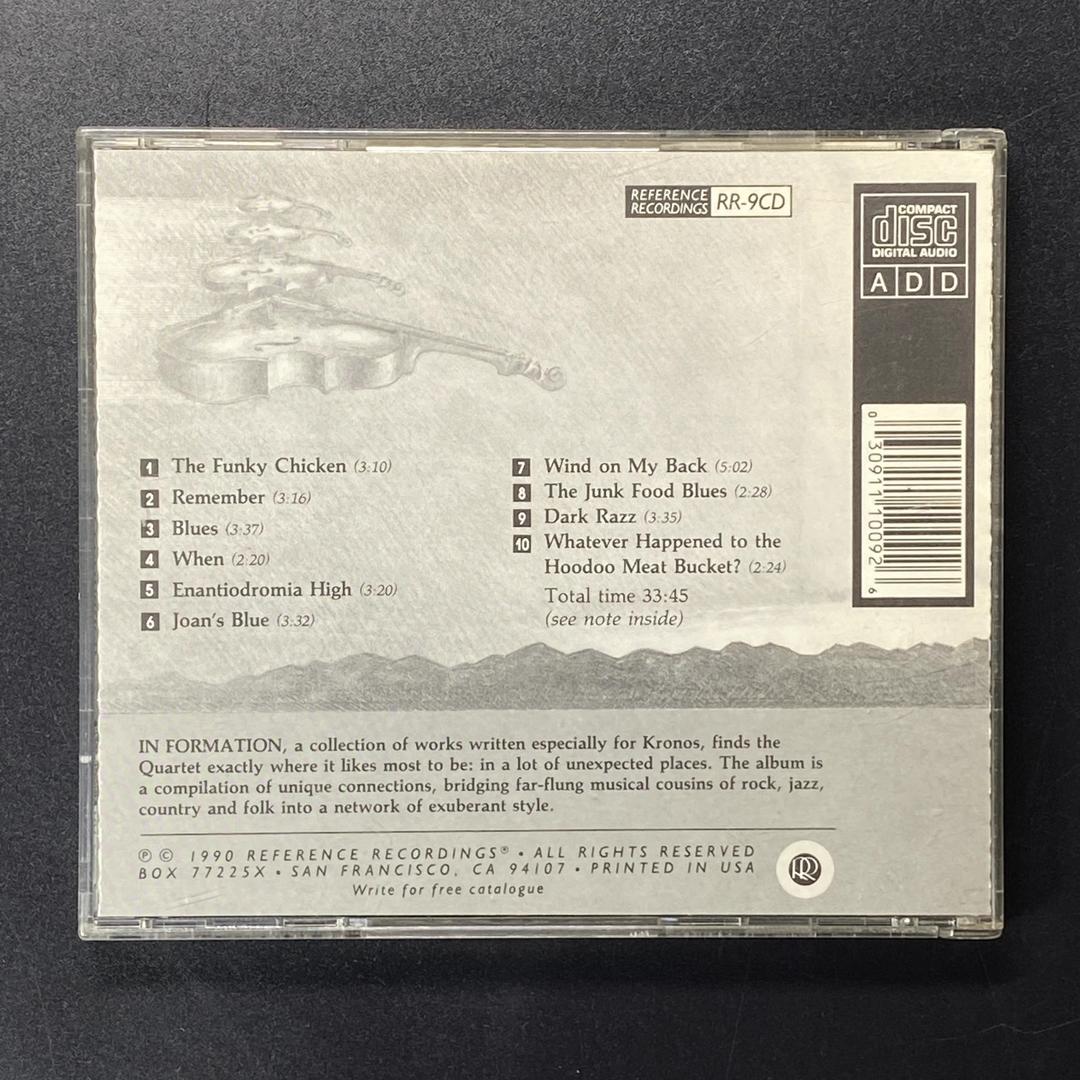 REFERENCE
RECORDINGS
RR-9CD
COMPACT
disc
DIGITAL AUDIO
A D D
1 The Funky Chicken (3:10)
2 Remember (3:16)
3 Blues (3:37)
4 When (2:20)
5 Enantiodromia High (3:20)
6 Joan's Blue (3:32)
7 Wind on My Back (5:02)
8 The Junk Food Blues (2:28)
9 Dark Razz (3:35)
10 Whatever Happened to the
Hoodoo Meat Bucket? (2:24)
Total time 33:45
(see note inside)
0 30911 10092 6
IN FORMATION, a collection of works written especially for Kronos, finds the
Quartet exactly where it likes most to be: in a lot of unexpected places. The album is
a compilation of unique connections, bridging far-flung musical cousins of rock, jazz,
country and folk into a network of exuberant style.
℗ © 1990 REFERENCE RECORDINGS® • ALL RIGHTS RESERVED
BOX 77225X • SAN FRANCISCO, CA 94107 • PRINTED IN USA
Write for free catalogue
RR